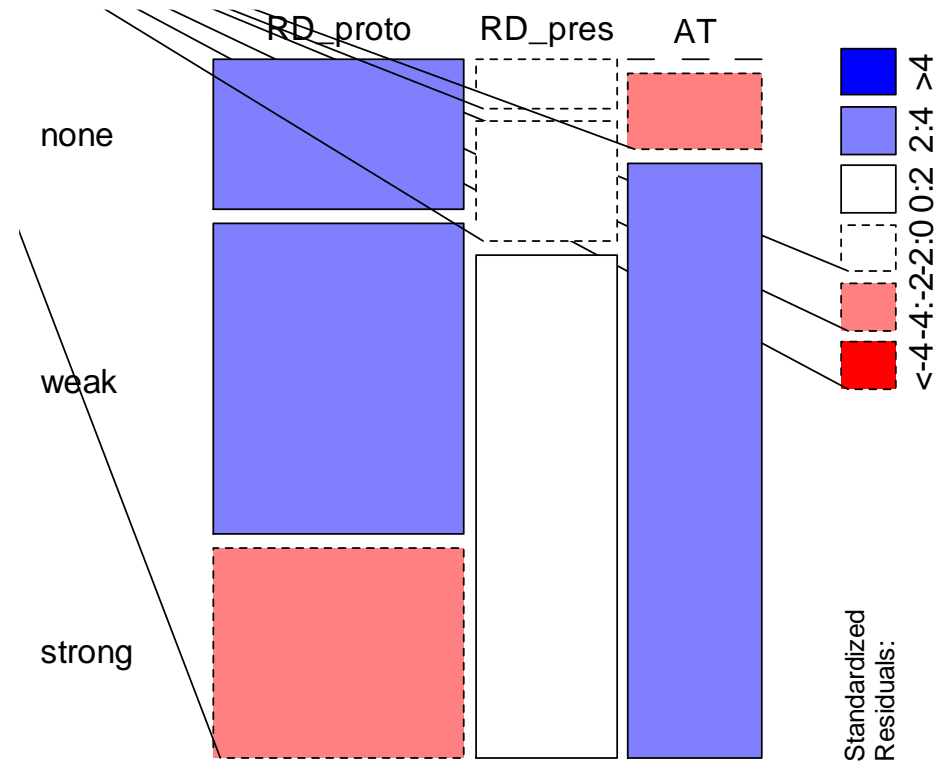 RD_proto RD_pres AT
none
weak
strong
>4
2:4
0:2
-2:0
-4:-2
<-4
Standardized
Residuals: